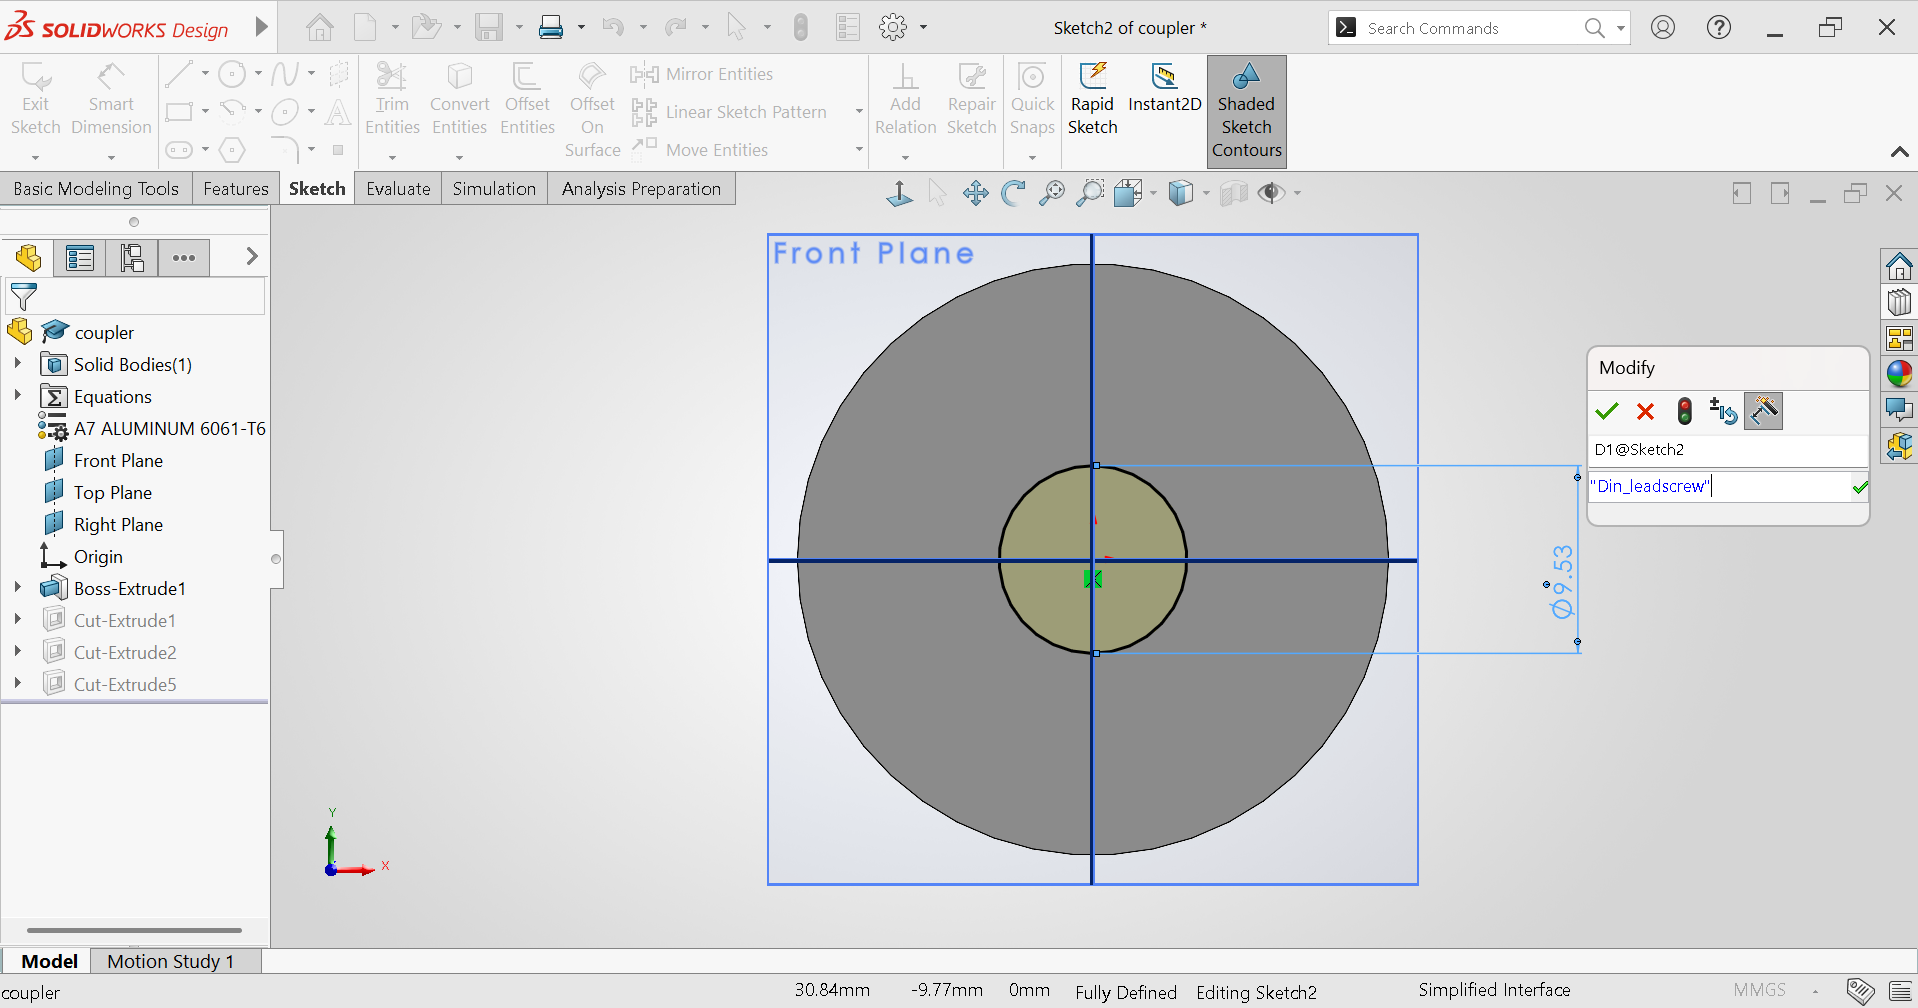 SOLIDWORKS Design
Sketch2 of coupler *
Search Commands
Exit Sketch
Smart Dimension
Trim Entities
Convert Entities
Offset Entities
Offset On Surface
Mirror Entities
Linear Sketch Pattern
Move Entities
Add Relation
Repair Sketch
Quick Snaps
Rapid Sketch
Instant2D
Shaded Sketch Contours
Basic Modeling Tools
Features
Sketch
Evaluate
Simulation
Analysis Preparation
coupler
Solid Bodies(1)
Equations
A7 ALUMINUM 6061-T6
Front Plane
Top Plane
Right Plane
Origin
Boss-Extrude1
Cut-Extrude1
Cut-Extrude2
Cut-Extrude5
Front Plane
Modify
D1@Sketch2
"Din_leadscrew"
Ø9.53
Y
X
Model
Motion Study 1
coupler
30.84mm
-9.77mm
0mm
Fully Defined
Editing Sketch2
Simplified Interface
MMGS